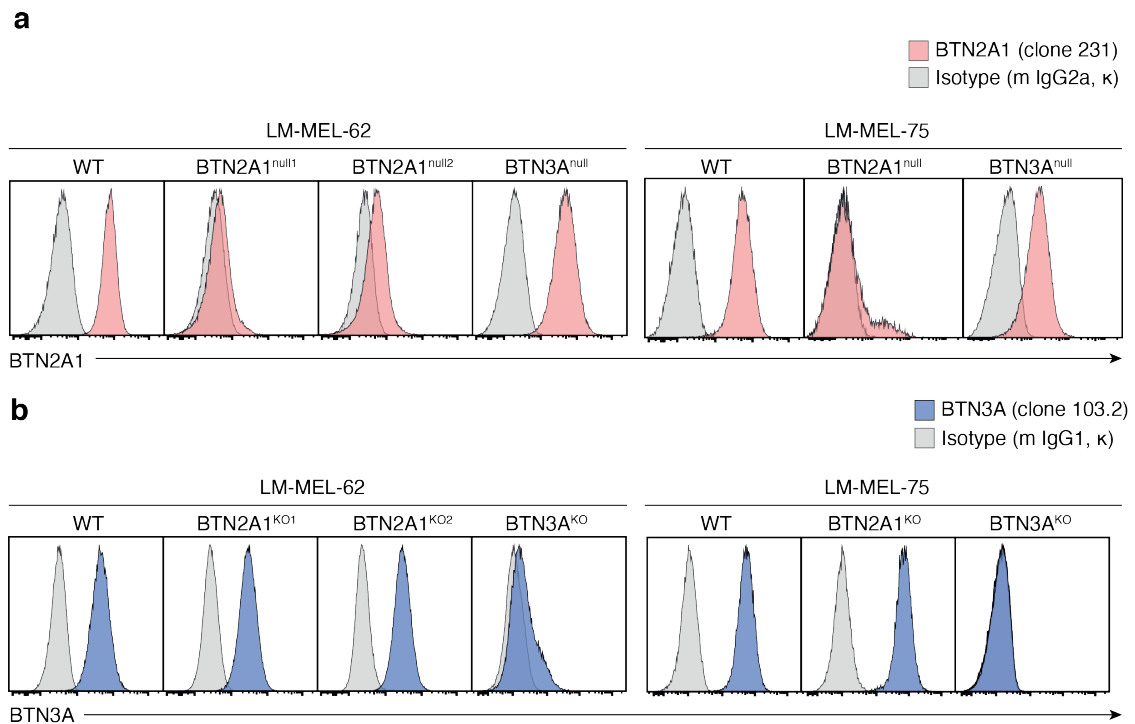 a
BTN2A1 (clone 231)
Isotype (m IgG2a, κ)
LM-MEL-62
LM-MEL-75
WT
BTN2A1null1
BTN2A1null2
BTN3Anull
WT
BTN2A1null
BTN3Anull
BTN2A1
b
BTN3A (clone 103.2)
Isotype (m IgG1, κ)
LM-MEL-62
LM-MEL-75
WT
BTN2A1KO1
BTN2A1KO2
BTN3AKO
WT
BTN2A1KO
BTN3AKO
BTN3A